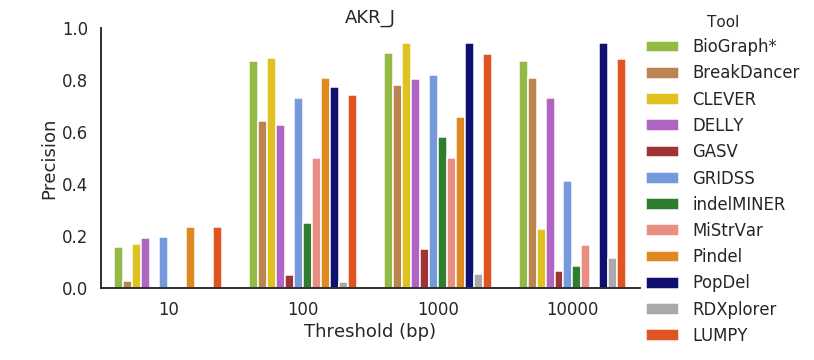 AKR_J
Tool
BioGraph*
BreakDancer
CLEVER
DELLY
GASV
GRIDSS
indelMINER
MiStrVar
Pindel
PopDel
RDXplorer
LUMPY
Precision
1.0
0.8
0.6
0.4
0.2
0.0
10 100 1000 10000
Threshold (bp)